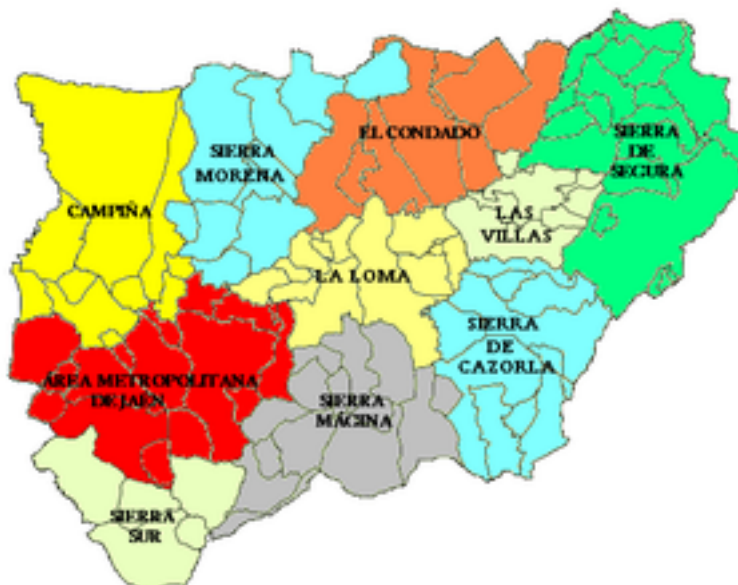 EL CONDADO
SIERRA
DE
SEGURA
SIERRA
MORENA
CAMPIÑA
LAS
VILLAS
LA LOMA
SIERRA
DE
CAZORLA
ÁREA METROPOLITANA
DE JAÉN
SIERRA
MÁGINA
SIERRA
SUR